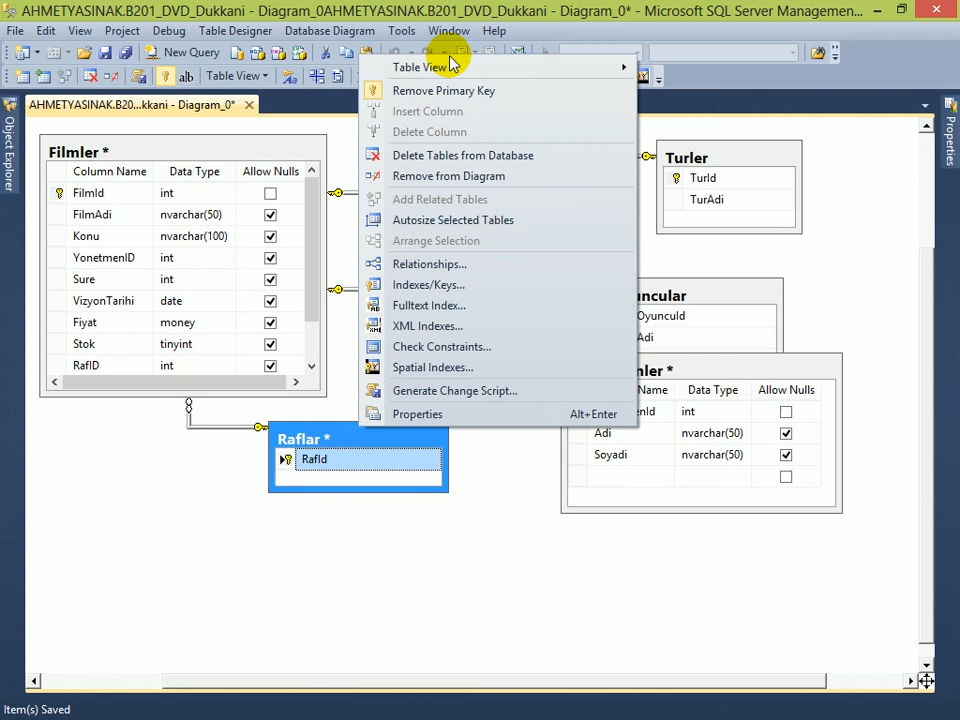 AHMETYASINAK.B201_DVD_Dukkani - Diagram_0AHMETYASINAK.B201_DVD_Dukkani - Diagram_0* - Microsoft SQL Server Managemen...
File Edit View Project Debug Table Designer Database Diagram Tools Window Help
New Query
ab Table View
AHMETYASINAK.B20...kkani - Diagram_0*
Object Explorer
Properties
Filmler *
Column Name Data Type Allow Nulls
FilmId int
FilmAdi nvarchar(50)
Konu nvarchar(100)
YonetmenID int
Sure int
VizyonTarihi date
Fiyat money
Stok tinyint
RafID int
Raflar *
RafId
Table View
Remove Primary Key
Insert Column
Delete Column
Delete Tables from Database
Remove from Diagram
Add Related Tables
Autosize Selected Tables
Arrange Selection
Relationships...
Indexes/Keys...
Fulltext Index...
XML Indexes...
Check Constraints...
Spatial Indexes...
Generate Change Script...
Properties Alt+Enter
Turler
TurId
TurAdi
uncular
OyuncuId
Adi
nler *
Name Data Type Allow Nulls
enId int
Adi nvarchar(50)
Soyadi nvarchar(50)
Item(s) Saved